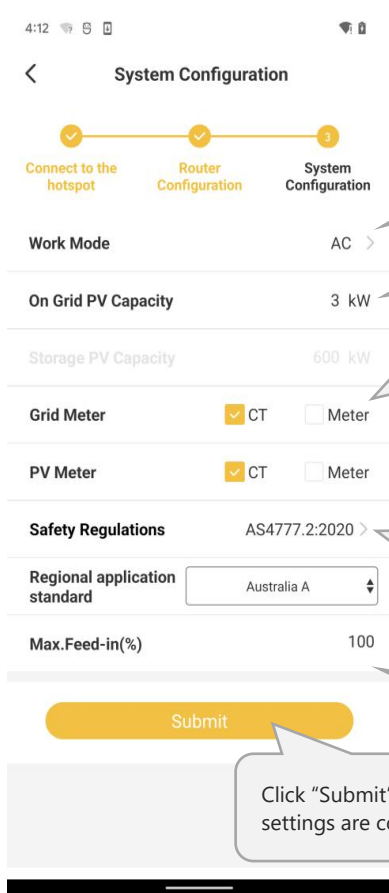 4:12
System Configuration
3
Connect to the
hotspot
Router
Configuration
System
Configuration
Work Mode AC >
On Grid PV Capacity 3 kW
Storage PV Capacity 600 kW
Grid Meter CT Meter
PV Meter CT Meter
Safety Regulations AS4777.2:2020 >
Regional application
standard
Australia A
Max.Feed-in(%) 100
Submit
Click “Submit”
settings are